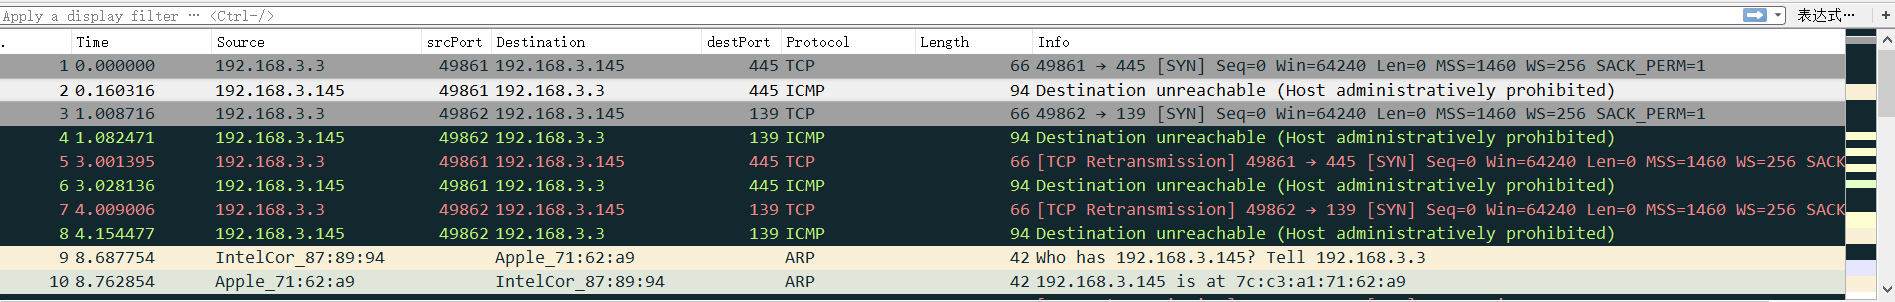 Apply a display filter ⋯ <Ctrl-/> 表达式⋯ +
. Time Source srcPort Destination destPort Protocol Length Info
1 0.000000 192.168.3.3 49861 192.168.3.145 445 TCP 66 49861 → 445 [SYN] Seq=0 Win=64240 Len=0 MSS=1460 WS=256 SACK_PERM=1
2 0.160316 192.168.3.145 49861 192.168.3.3 445 ICMP 94 Destination unreachable (Host administratively prohibited)
3 1.008716 192.168.3.3 49862 192.168.3.145 139 TCP 66 49862 → 139 [SYN] Seq=0 Win=64240 Len=0 MSS=1460 WS=256 SACK_PERM=1
4 1.082471 192.168.3.145 49862 192.168.3.3 139 ICMP 94 Destination unreachable (Host administratively prohibited)
5 3.001395 192.168.3.3 49861 192.168.3.145 445 TCP 66 [TCP Retransmission] 49861 → 445 [SYN] Seq=0 Win=64240 Len=0 MSS=1460 WS=256 SACK
6 3.028136 192.168.3.145 49861 192.168.3.3 445 ICMP 94 Destination unreachable (Host administratively prohibited)
7 4.009006 192.168.3.3 49862 192.168.3.145 139 TCP 66 [TCP Retransmission] 49862 → 139 [SYN] Seq=0 Win=64240 Len=0 MSS=1460 WS=256 SACK
8 4.154477 192.168.3.145 49862 192.168.3.3 139 ICMP 94 Destination unreachable (Host administratively prohibited)
9 8.687754 IntelCor_87:89:94 Apple_71:62:a9 ARP 42 Who has 192.168.3.145? Tell 192.168.3.3
10 8.762854 Apple_71:62:a9 IntelCor_87:89:94 ARP 42 192.168.3.145 is at 7c:c3:a1:71:62:a9